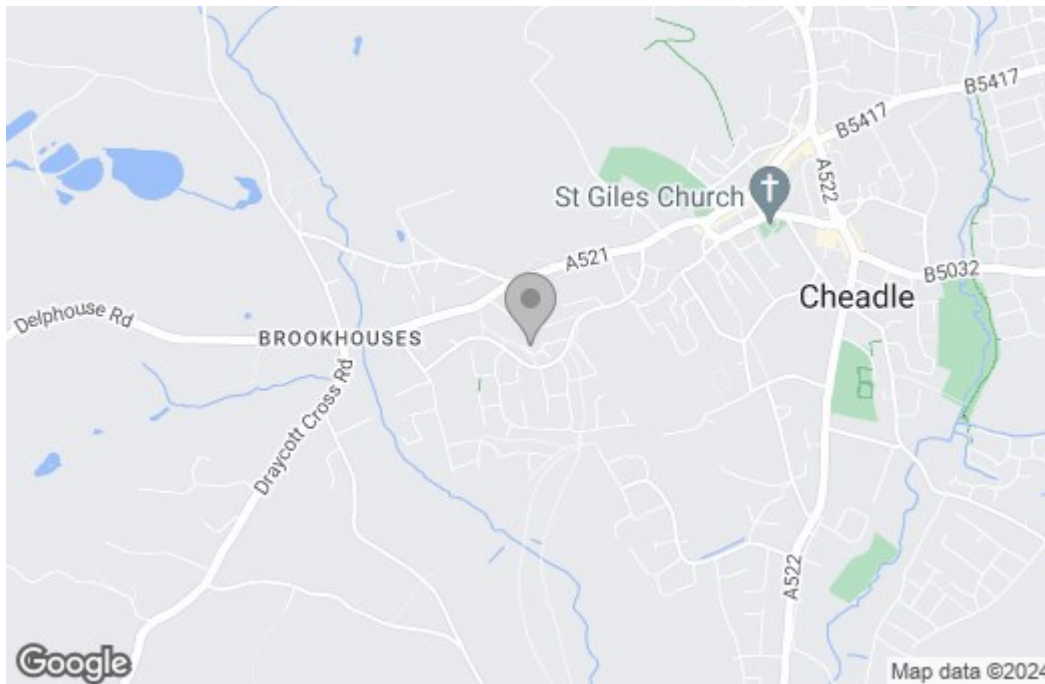 B5417
B5417
A522
St Giles Church
A521
B5032
Cheadle
Delphouse Rd
BROOKHOUSES
Draycott Cross Rd
A522
Google
Map data ©2024